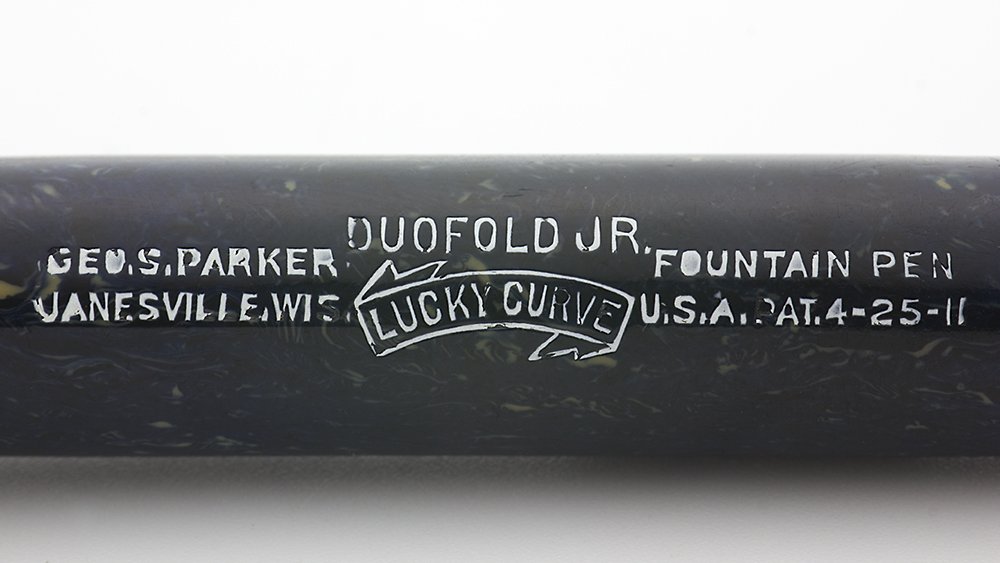 DUOFOLD JR.
GEO. S. PARKER FOUNTAIN PEN
JANESVILLE, WIS. LUCKY CURVE U.S.A. PAT. 4-25-11